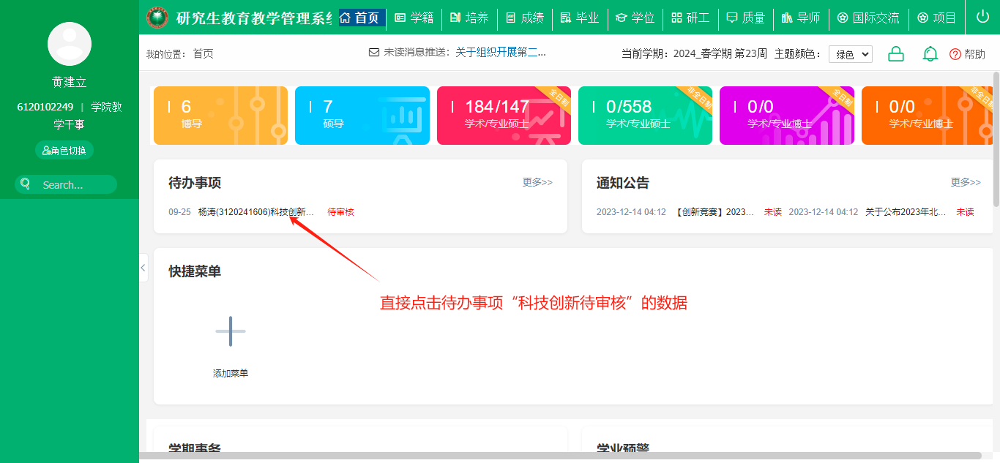 研究生教育教学管理系统
首页
学籍
培养
成绩
毕业
学位
研工
质量
导师
国际交流
项目
黄建立
6120102249 | 学院教
学干事
角色切换
Search...
我的位置： 首页
未读消息推送： 关于组织开展第二...
当前学期： 2024_春学期 第23周 主题颜色： 绿色
帮助
6
博导
7
硕导
184/147
学术/专业硕士
全日制
0/558
学术/专业硕士
非全日制
0/0
学术/专业博士
全日制
0/0
学术/专业博士
非全日制
待办事项 更多>>
09-25 杨涛(3120241606)科技创新... 待审核
通知公告 更多>>
2023-12-14 04:12 【创新竞赛】2023... 未读 2023-12-14 04:12 关于公布2023年北... 未读
快捷菜单
直接点击待办事项“科技创新待审核”的数据
添加菜单
学期事务
学业预警